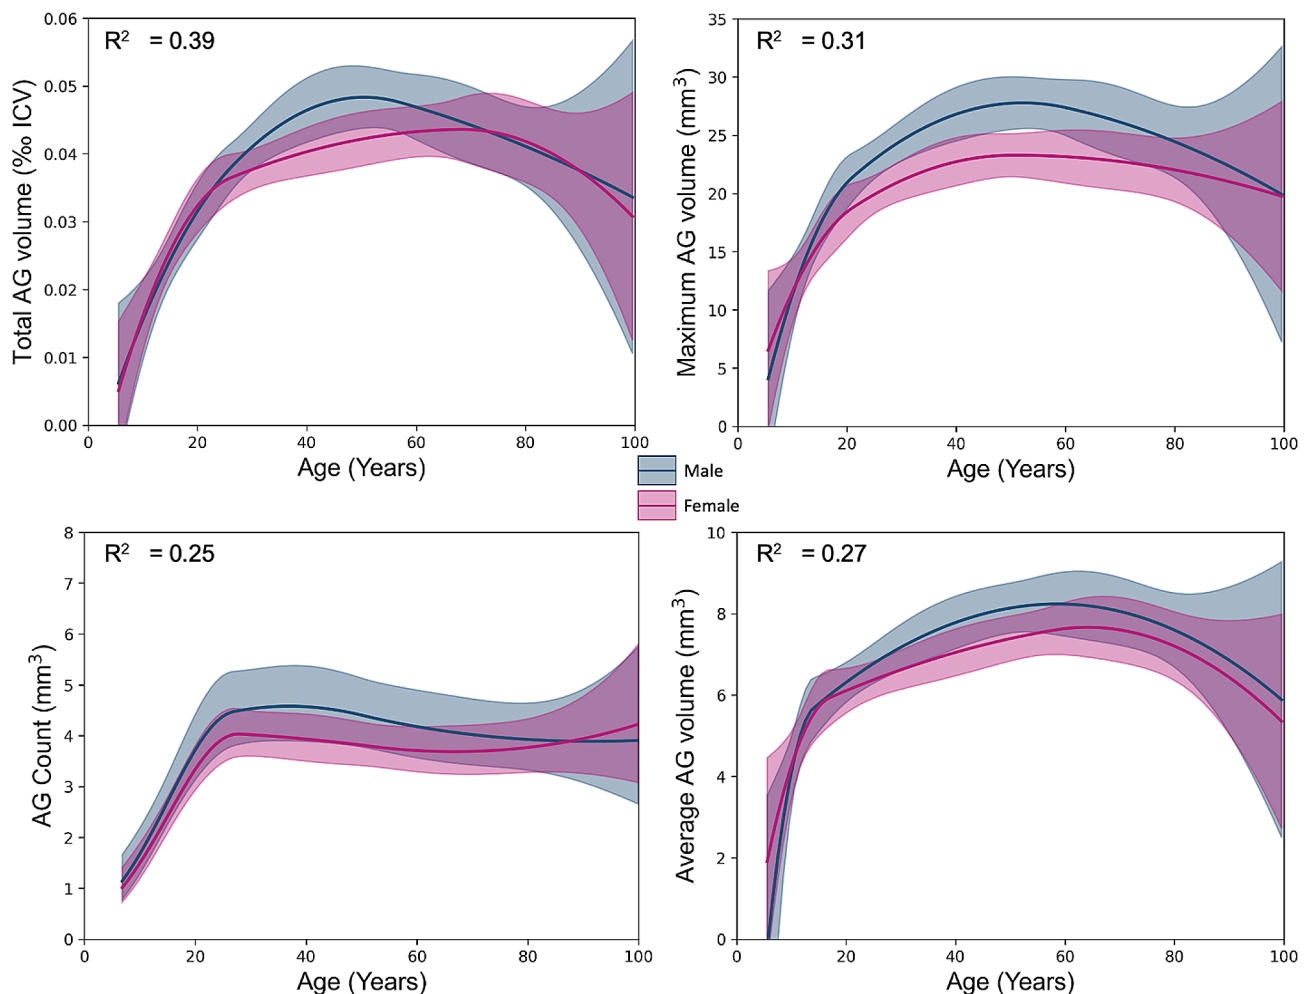 R² = 0.39
Total AG volume (‰ ICV)
0.06
0.05
0.04
0.03
0.02
0.01
0.00
0 20 40 60 80 100
Age (Years)
R² = 0.31
Maximum AG volume (mm³)
35
30
25
20
15
10
5
0
0 20 40 60 80 100
Age (Years)
Male
Female
R² = 0.25
AG Count (mm³)
8
7
6
5
4
3
2
1
0
0 20 40 60 80 100
Age (Years)
R² = 0.27
Average AG volume (mm³)
10
8
6
4
2
0
0 20 40 60 80 100
Age (Years)